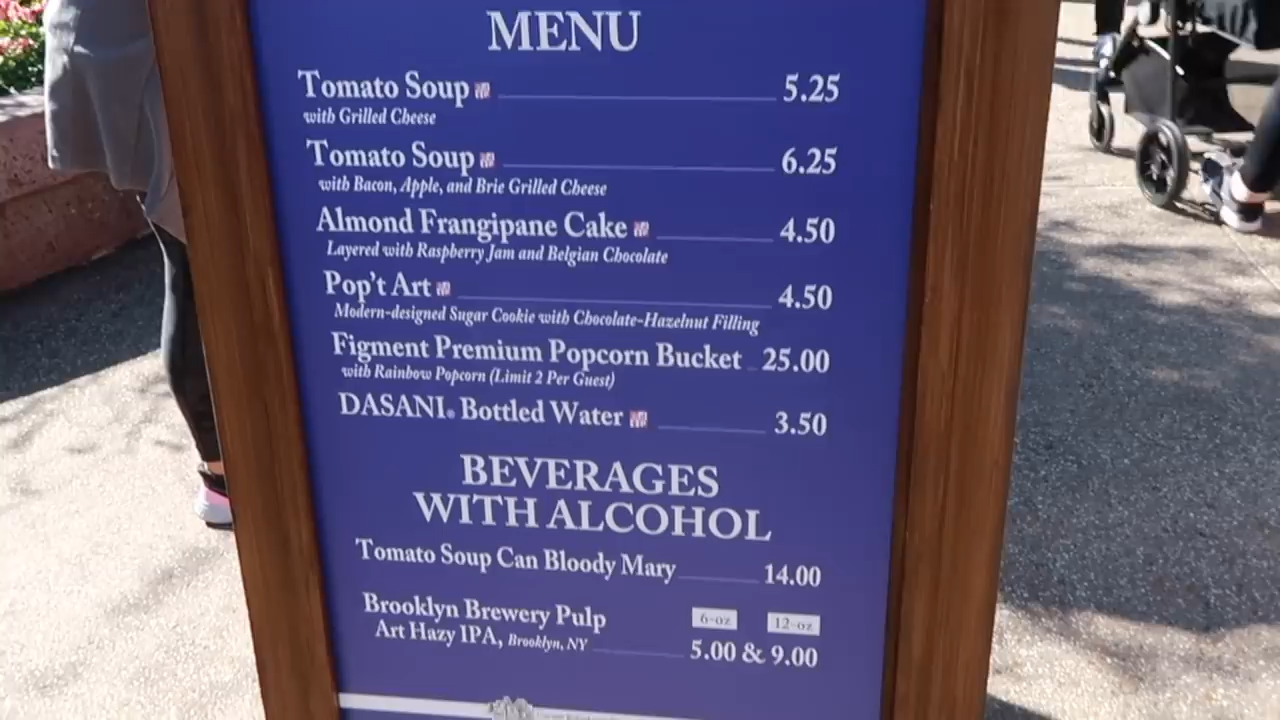 MENU
Tomato Soup 5.25
with Grilled Cheese
Tomato Soup 6.25
with Bacon, Apple, and Brie Grilled Cheese
Almond Frangipane Cake 4.50
Layered with Raspberry Jam and Belgian Chocolate
Pop't Art 4.50
Modern-designed Sugar Cookie with Chocolate-Hazelnut Filling
Figment Premium Popcorn Bucket 25.00
with Rainbow Popcorn (Limit 2 Per Guest)
DASANI® Bottled Water 3.50
BEVERAGES
WITH ALCOHOL
Tomato Soup Can Bloody Mary 14.00
Brooklyn Brewery Pulp 6-oz 12-oz
Art Hazy IPA, Brooklyn, NY 5.00 & 9.00